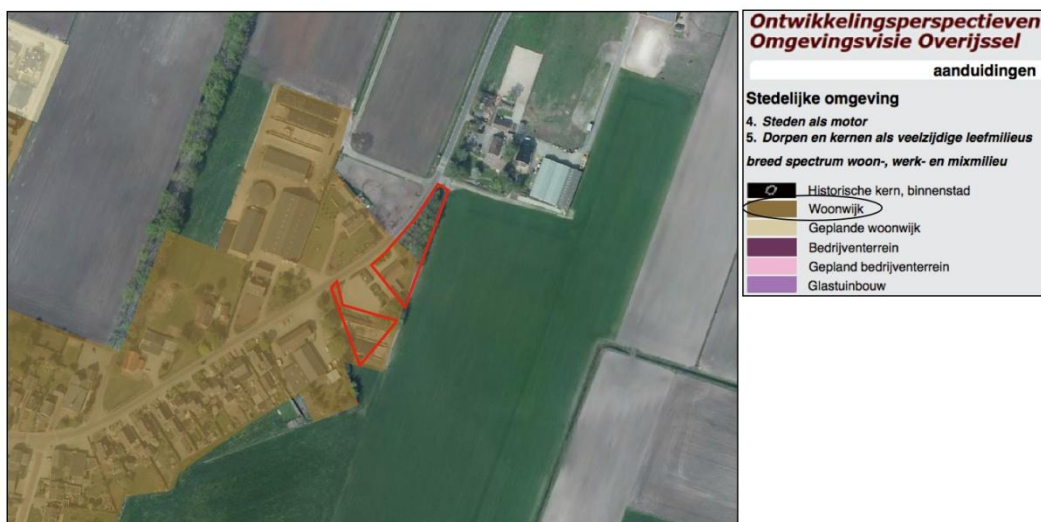 Ontwikkelingsperspectieven
Omgevingsvisie Overijssel
aanduidingen
Stedelijke omgeving
4. Steden als motor
5. Dorpen en kernen als veelzijdige leefmilieus
breed spectrum woon-, werk- en mixmilieu
Historische kern, binnenstad
Woonwijk
Geplande woonwijk
Bedrijventerrein
Gepland bedrijventerrein
Glastuinbouw